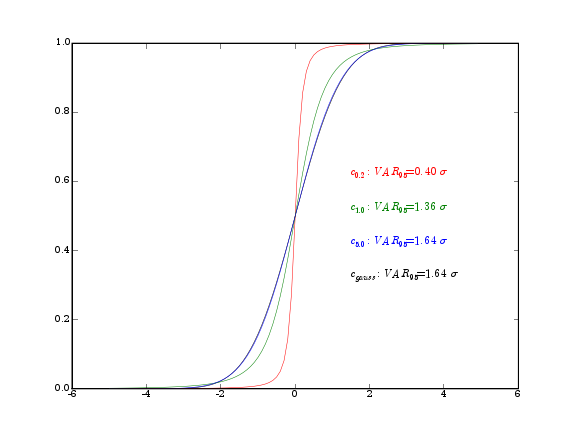 1.0
0.8
0.6
0.4
0.2
0.0
c0.2 : VAR95=0.40 σ
c1.0 : VAR95=1.36 σ
c5.0 : VAR95=1.64 σ
cgauss : VAR95=1.64 σ
-6 -4 -2 0 2 4 6